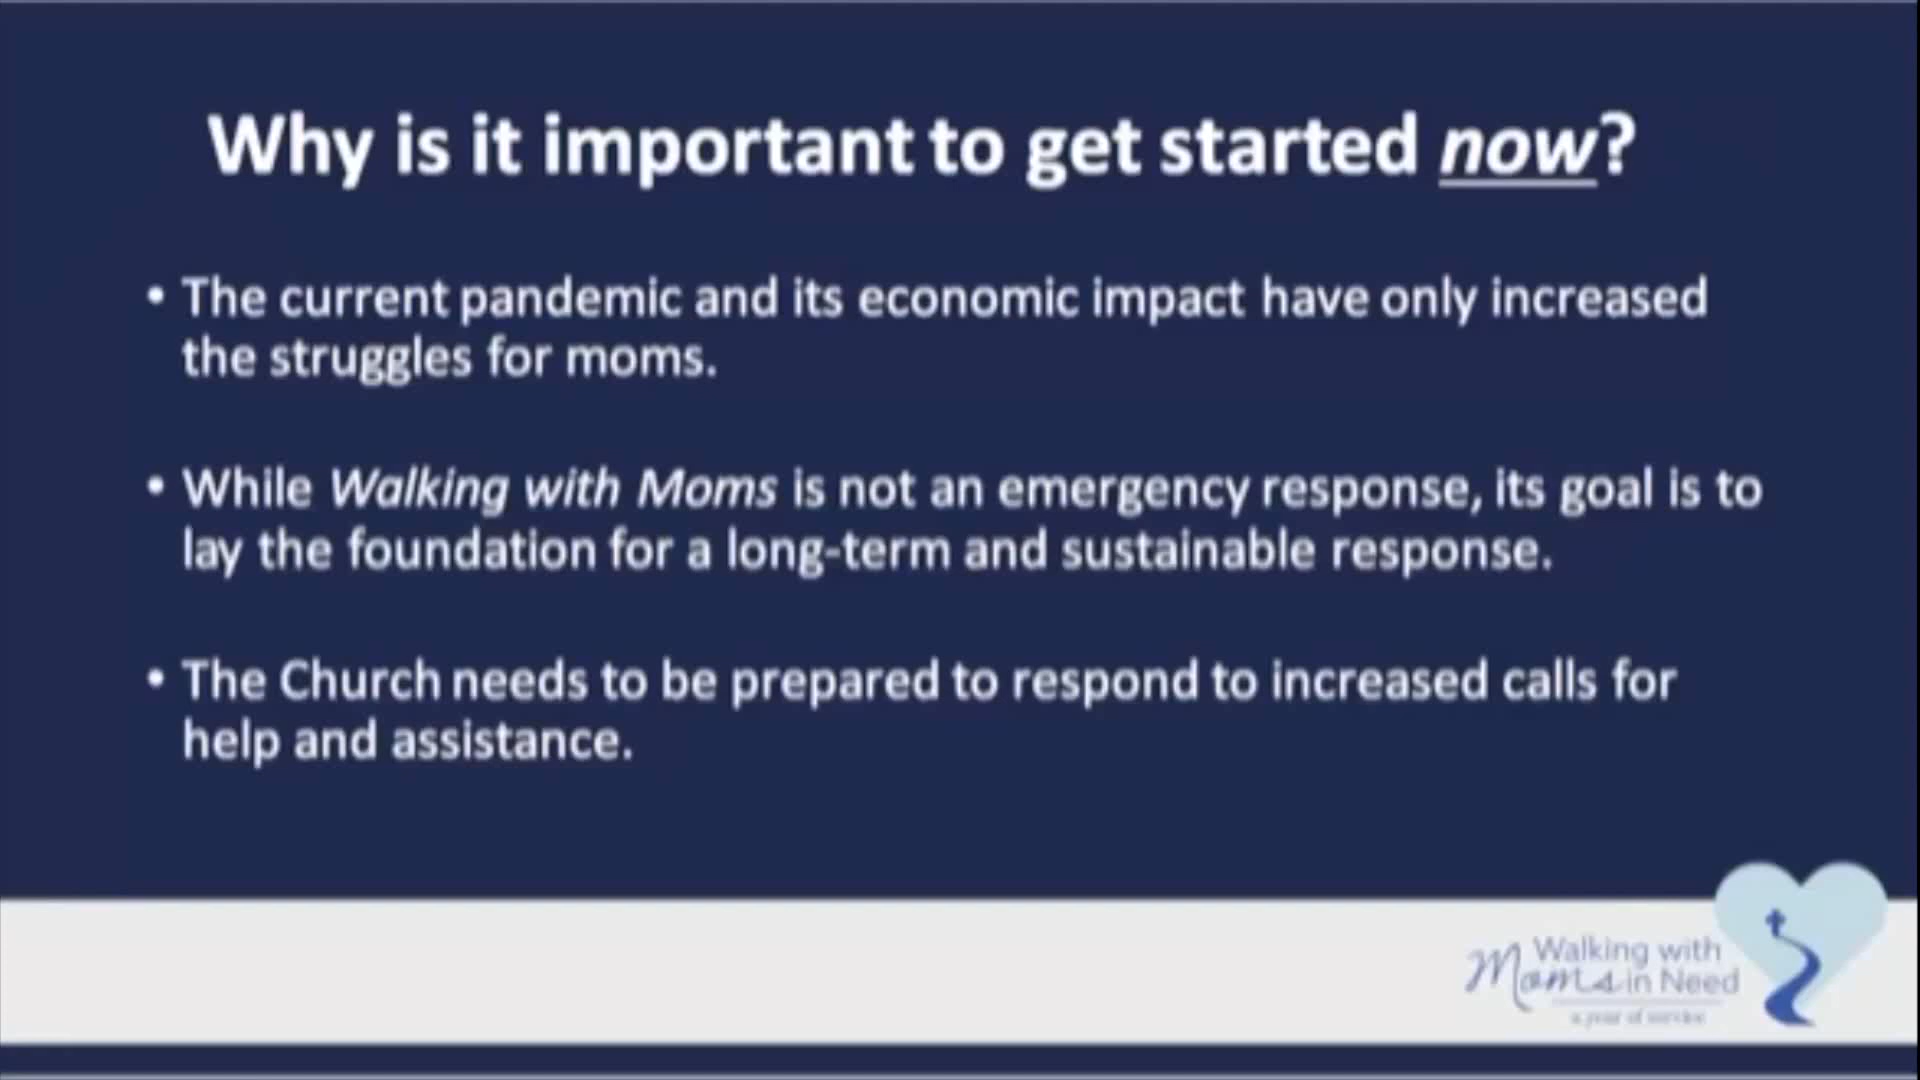 Why is it important to get started now?
• The current pandemic and its economic impact have only increased
the struggles for moms.
• While Walking with Moms is not an emergency response, its goal is to
lay the foundation for a long-term and sustainable response.
• The Church needs to be prepared to respond to increased calls for
help and assistance.
Walking with
Moms in Need
a year of service